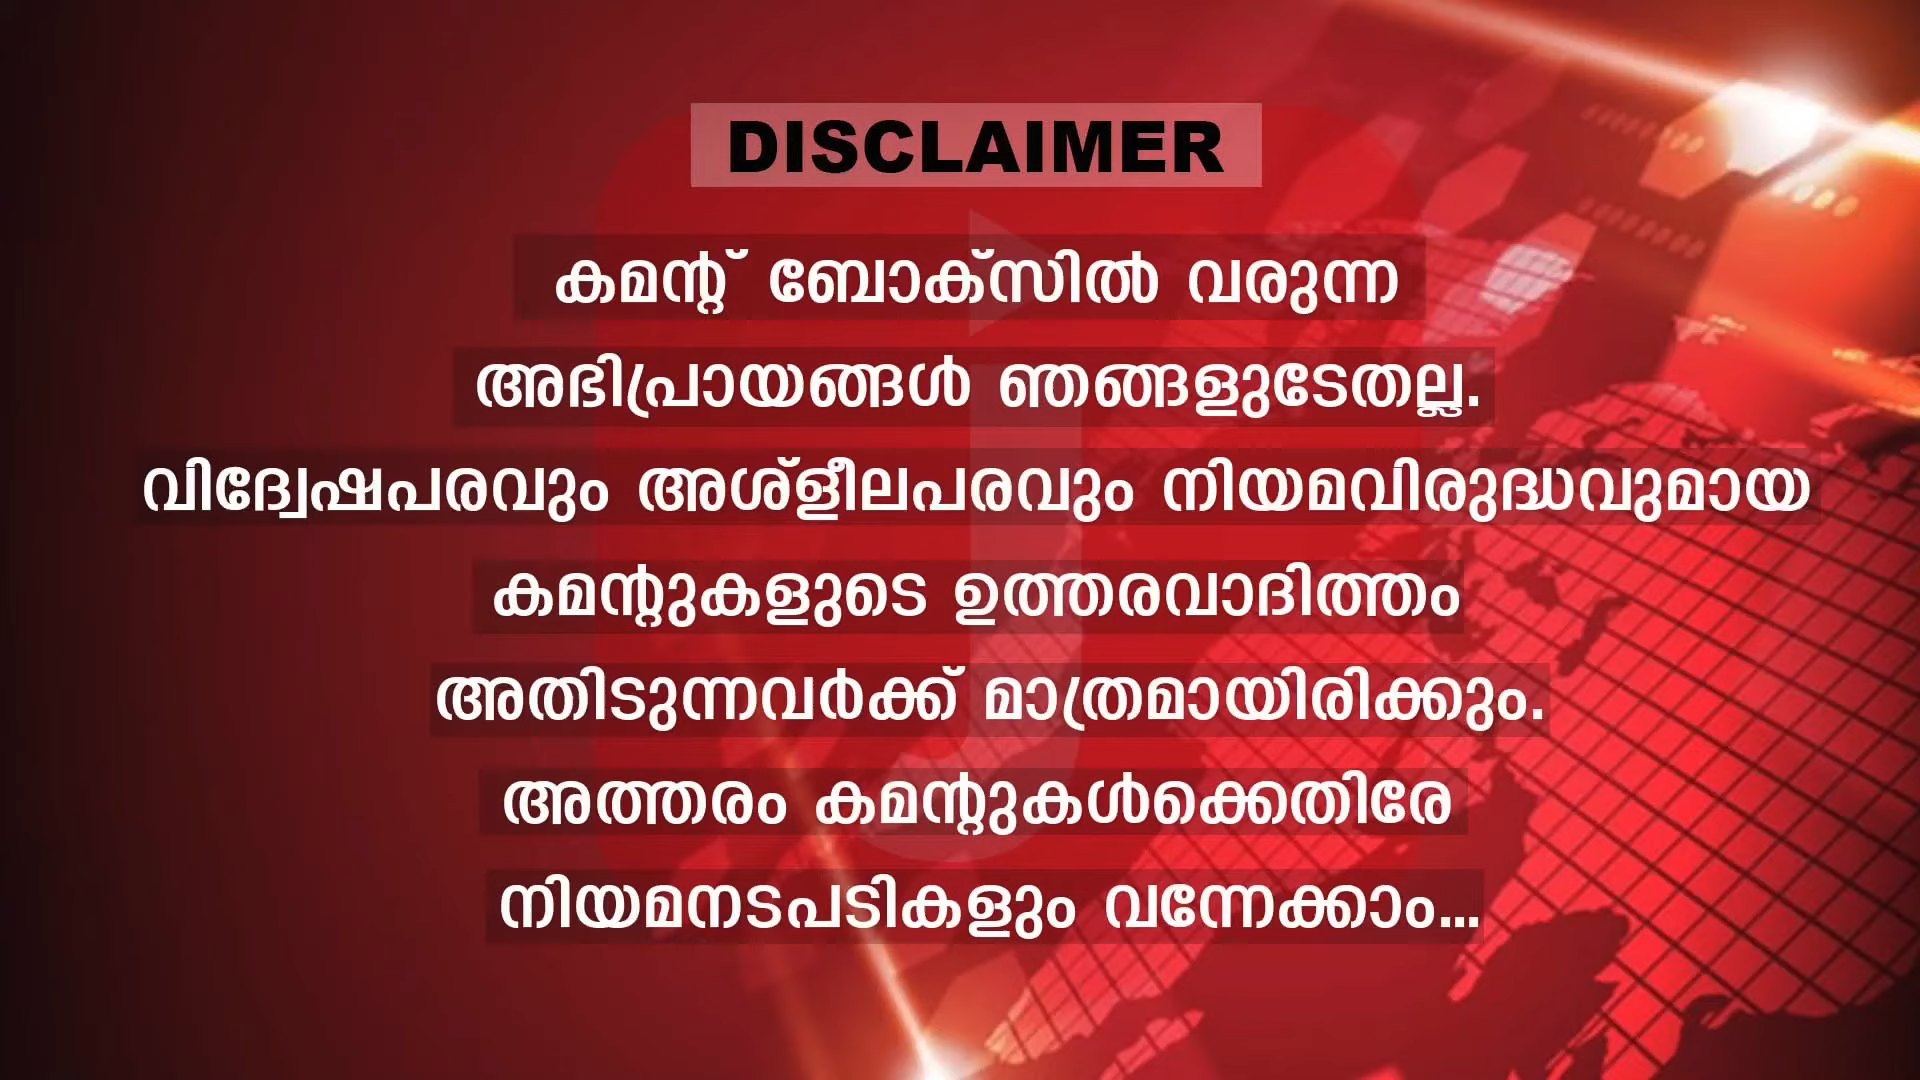 DISCLAIMER
കമന്റ് ബോക്സിൽ വരുന്ന
അഭിപ്രായങ്ങൾ ഞങ്ങളുടേതല്ല.
വിദ്വേഷപരവും അശ്ളീലപരവും നിയമവിരുദ്ധവുമായ
കമന്റുകളുടെ ഉത്തരവാദിത്തം
അതിടുന്നവർക്ക് മാത്രമായിരിക്കും.
അത്തരം കമന്റുകൾക്കെതിരേ
നിയമനടപടികളും വന്നേക്കാം...